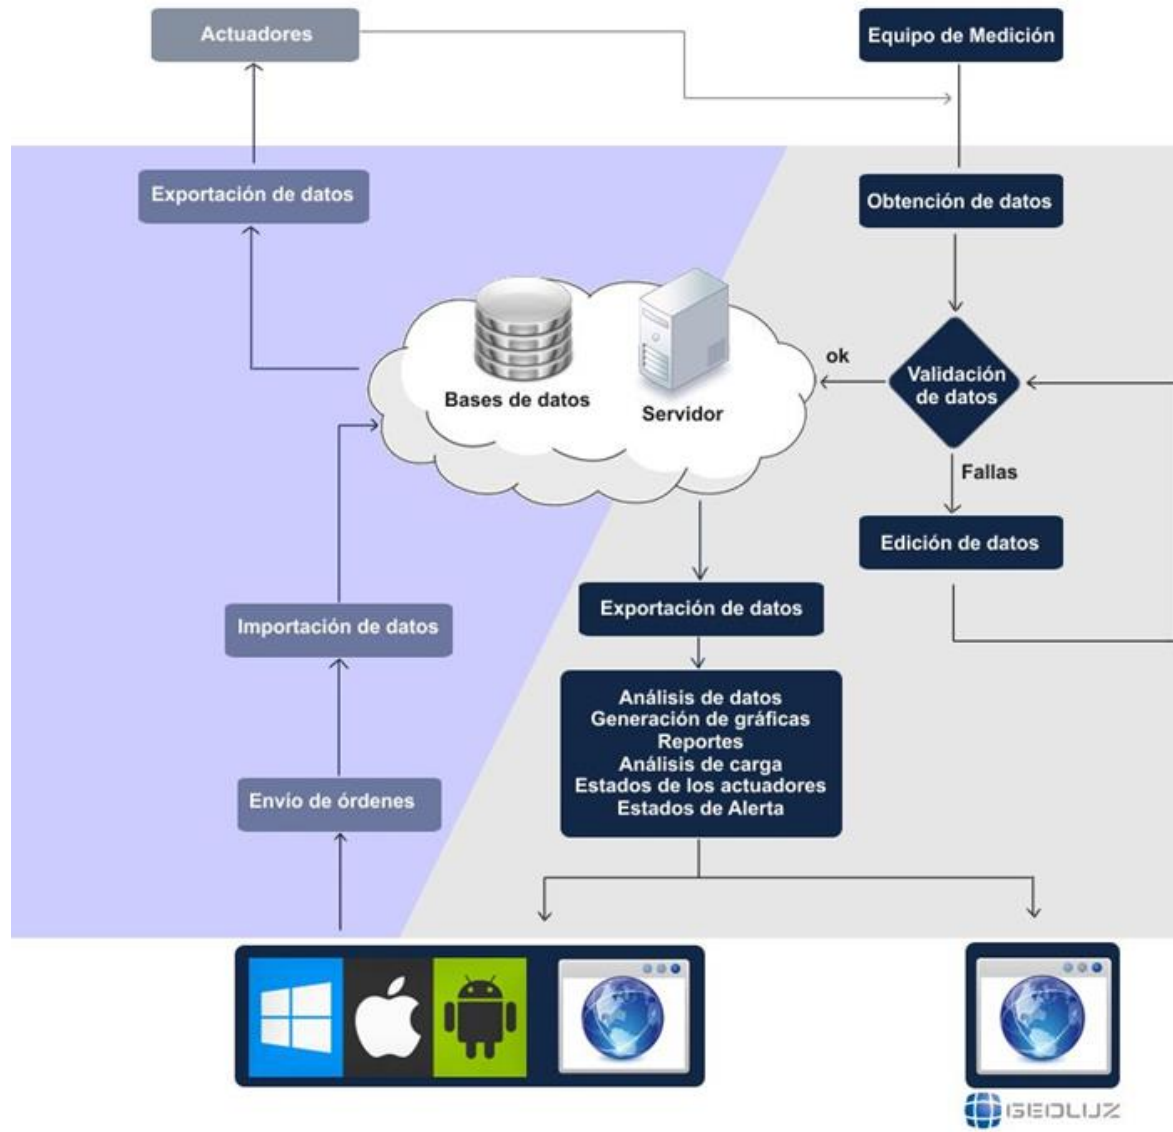 Actuadores
Equipo de Medición
Exportación de datos
Obtención de datos
ok
Validación
de datos
Bases de datos
Servidor
Fallas
Edición de datos
Exportación de datos
Importación de datos
Análisis de datos
Generación de gráficas
Reportes
Análisis de carga
Estados de los actuadores
Estados de Alerta
Envío de órdenes
GEOLUZ